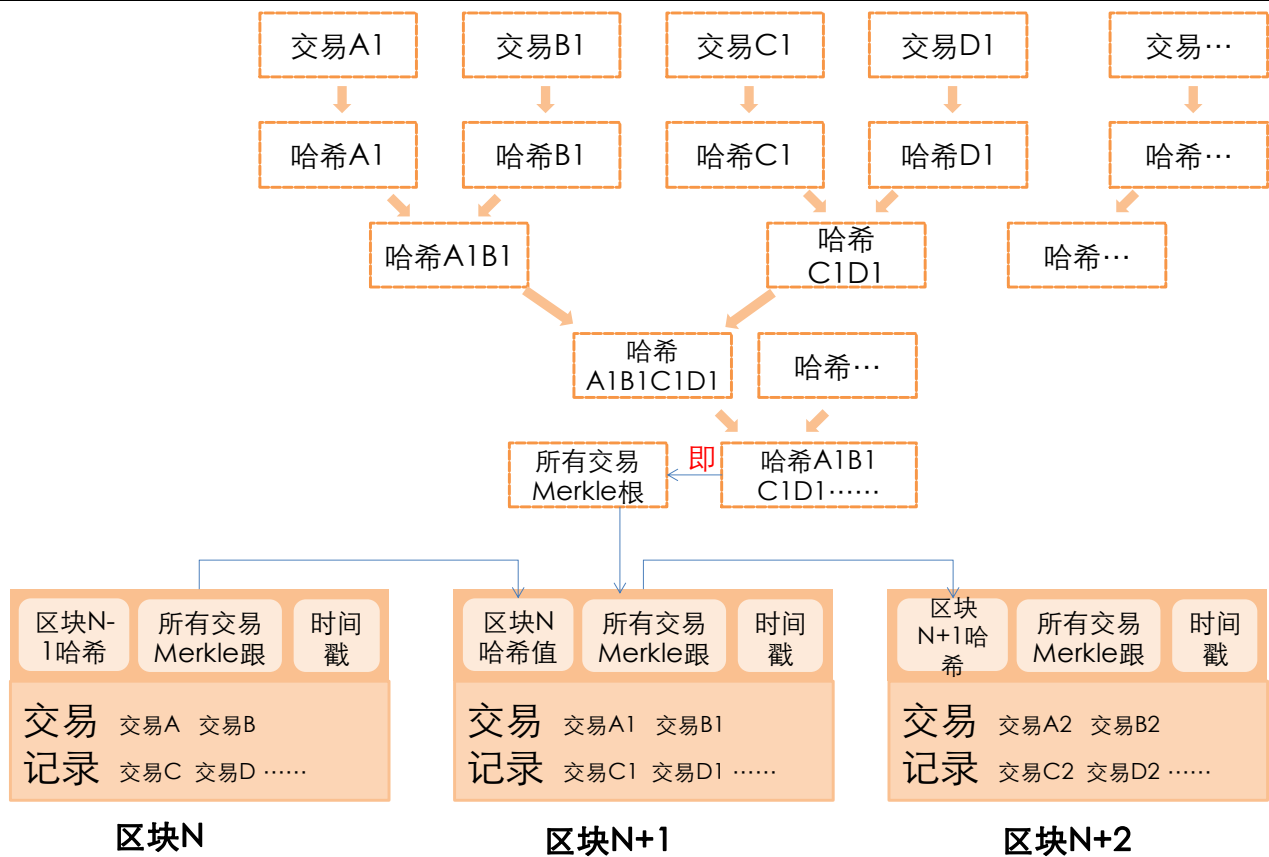 交易A1
交易B1
交易C1
交易D1
交易…
哈希A1
哈希B1
哈希C1
哈希D1
哈希…
哈希A1B1
哈希
C1D1
哈希…
哈希
A1B1C1D1
哈希…
所有交易
Merkle根
即
哈希A1B1
C1D1……
区块N-
1哈希
所有交易
Merkle跟
时间
戳
交易 交易A 交易B
记录 交易C 交易D ……
区块N
区块N
哈希值
所有交易
Merkle跟
时间
戳
交易 交易A1 交易B1
记录 交易C1 交易D1 ……
区块N+1
区块
N+1哈
希
所有交易
Merkle跟
时间
戳
交易 交易A2 交易B2
记录 交易C2 交易D2 ……
区块N+2